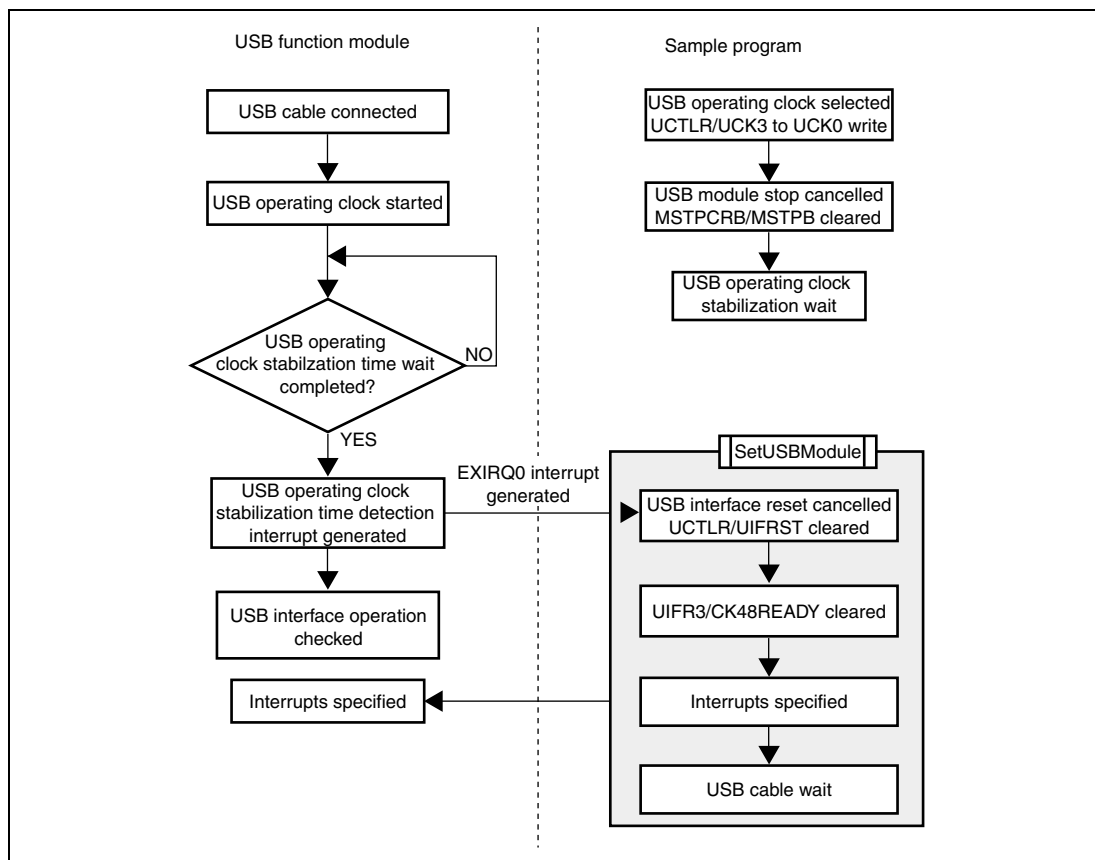 USB function module
Sample program
USB cable connected
USB operating clock started
USB operating
clock stabilzation time wait
completed?
NO
YES
USB operating clock
stabilization time detection
interrupt generated
USB interface operation
checked
Interrupts specified
EXIRQ0 interrupt
generated
USB operating clock selected
UCTLR/UCK3 to UCK0 write
USB module stop cancelled
MSTPCRB/MSTPB cleared
USB operating clock
stabilization wait
SetUSBModule
USB interface reset cancelled
UCTLR/UIFRST cleared
UIFR3/CK48READY cleared
Interrupts specified
USB cable wait